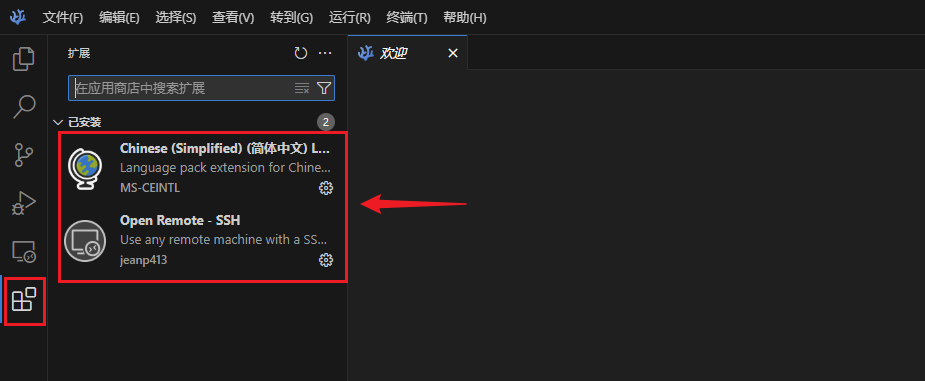 文件(F) 编辑(E) 选择(S) 查看(V) 转到(G) 运行(R) 终端(T) 帮助(H)
扩展
欢迎
在应用商店中搜索扩展
已安装 2
Chinese (Simplified) (简体中文) L...
Language pack extension for Chine...
MS-CEINTL
Open Remote - SSH
Use any remote machine with a SS...
jeanp413